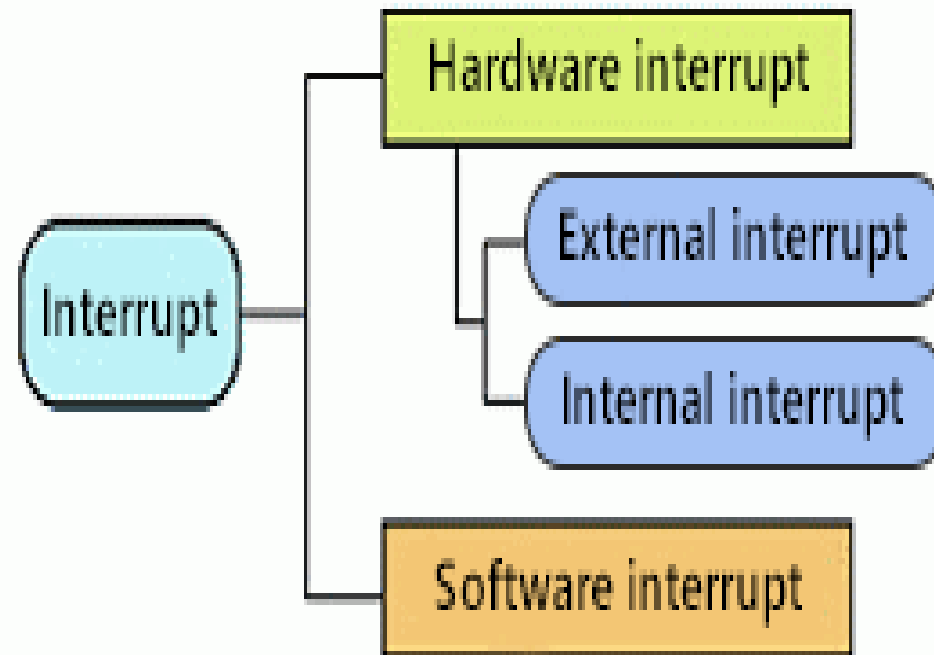 Hardware interrupt
External interrupt
Interrupt
Internal interrupt
Software interrupt